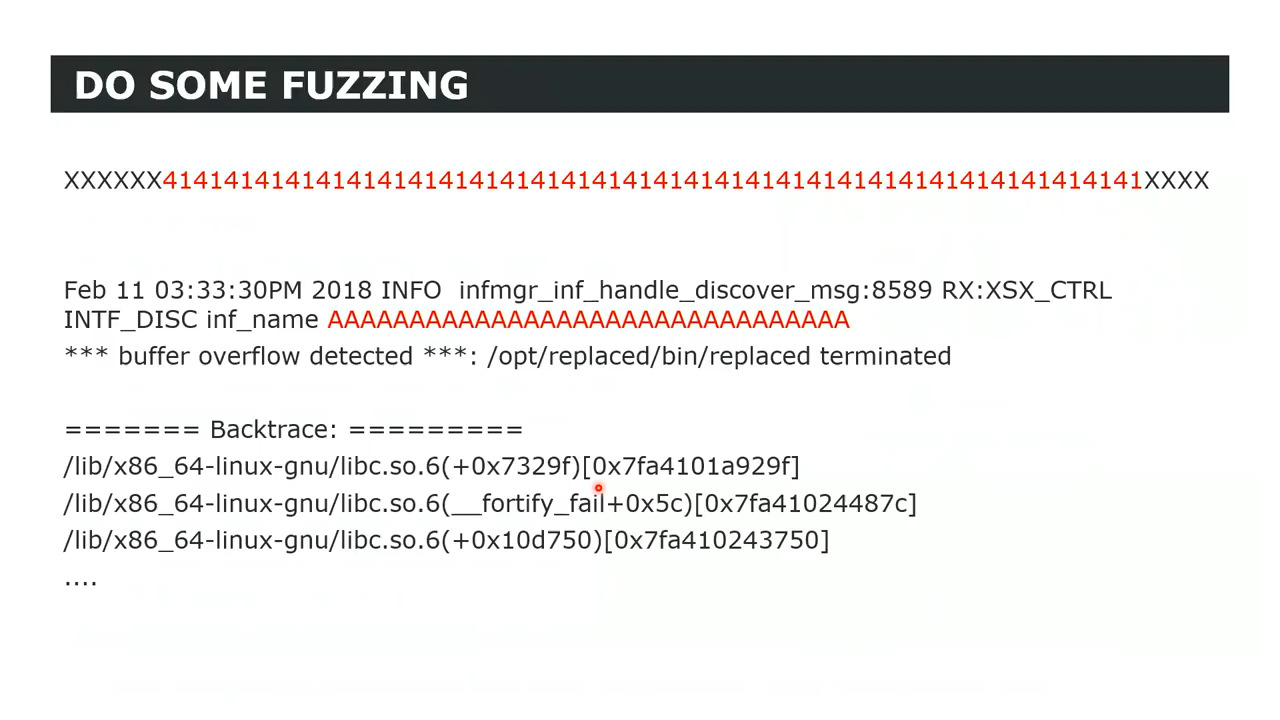 DO SOME FUZZING
XXXXXX4141414141414141414141414141414141414141414141414141414141414141XXXX
Feb 11 03:33:30PM 2018 INFO  infmgr_inf_handle_discover_msg:8589 RX:XSX_CTRL
INTF_DISC inf_name AAAAAAAAAAAAAAAAAAAAAAAAAAAAAAAA
*** buffer overflow detected ***: /opt/replaced/bin/replaced terminated
======= Backtrace: =========
/lib/x86_64-linux-gnu/libc.so.6(+0x7329f)[0x7fa4101a929f]
/lib/x86_64-linux-gnu/libc.so.6(__fortify_fail+0x5c)[0x7fa41024487c]
/lib/x86_64-linux-gnu/libc.so.6(+0x10d750)[0x7fa410243750]
....